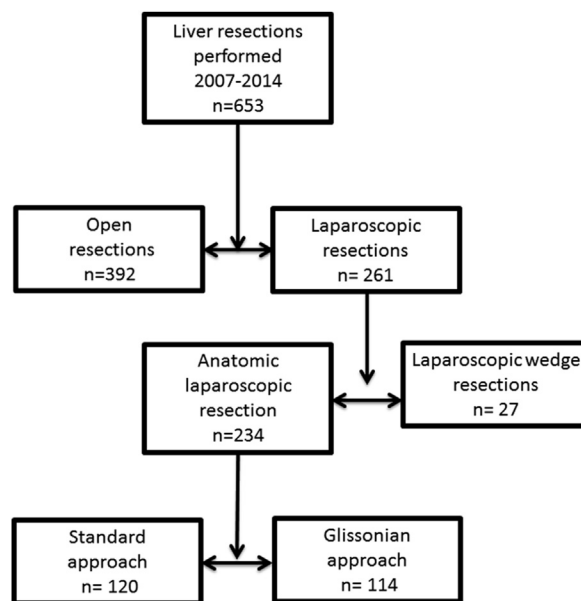 Liver resections
performed
2007-2014
n=653
Open
resections
n=392
Laparoscopic
resections
n= 261
Anatomic
laparoscopic
resection
n=234
Laparoscopic wedge
resections
n= 27
Standard
approach
n= 120
Glissonian
approach
n= 114